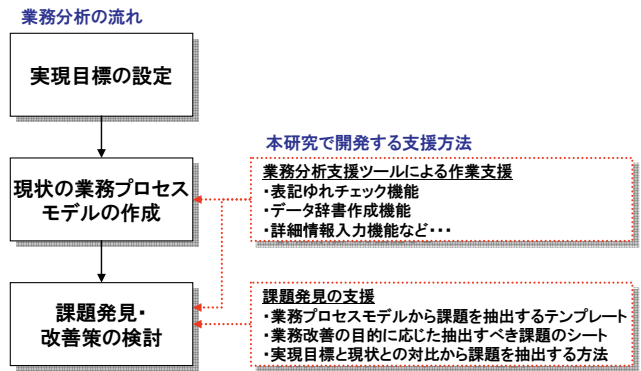 業務分析の流れ
実現目標の設定
現状の業務プロセス
モデルの作成
課題発見・
改善策の検討
本研究で開発する支援方法
業務分析支援ツールによる作業支援
・表記ゆれチェック機能
・データ辞書作成機能
・詳細情報入力機能など・・・
課題発見の支援
・業務プロセスモデルから課題を抽出するテンプレート
・業務改善の目的に応じた抽出すべき課題のシート
・実現目標と現状との対比から課題を抽出する方法